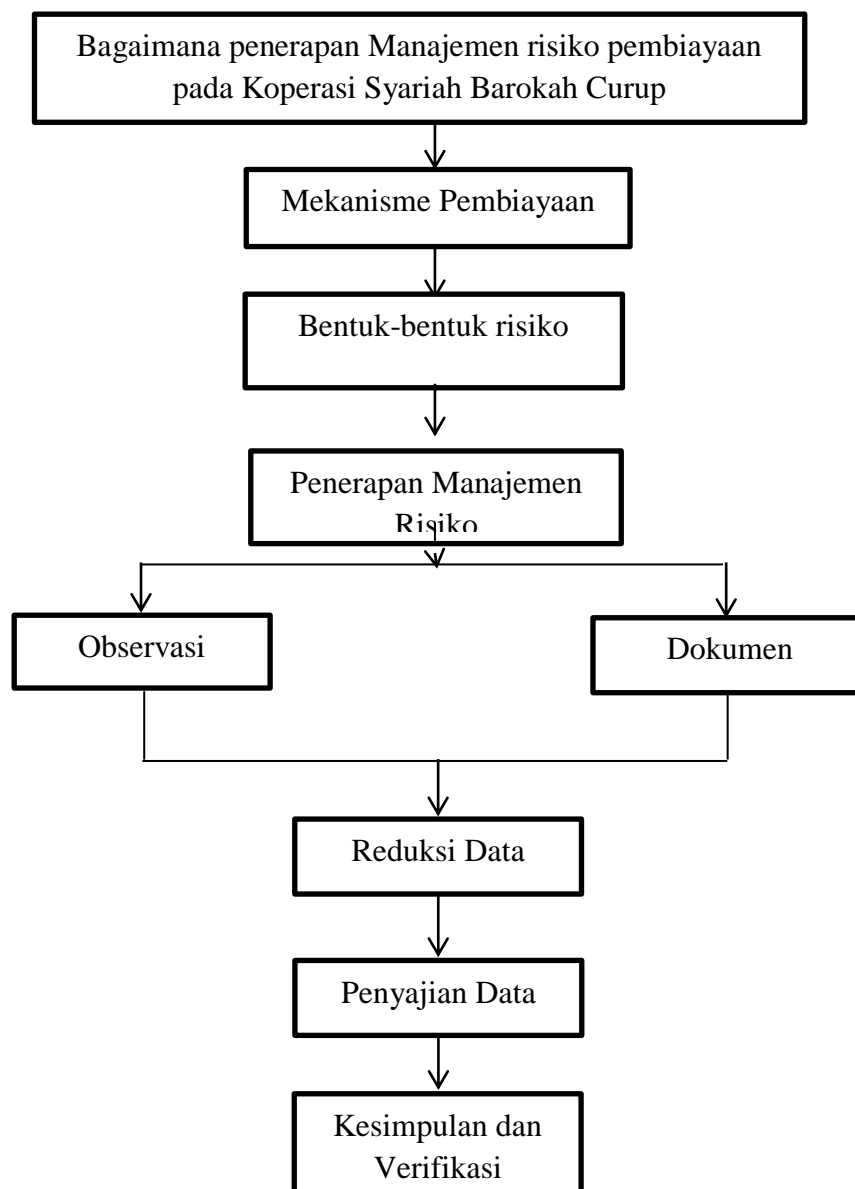 Bagaimana penerapan Manajemen risiko pembiayaan
pada Koperasi Syariah Barokah Curup
Mekanisme Pembiayaan
Bentuk-bentuk risiko
Penerapan Manajemen
Risiko
Observasi
Dokumen
Reduksi Data
Penyajian Data
Kesimpulan dan
Verifikasi